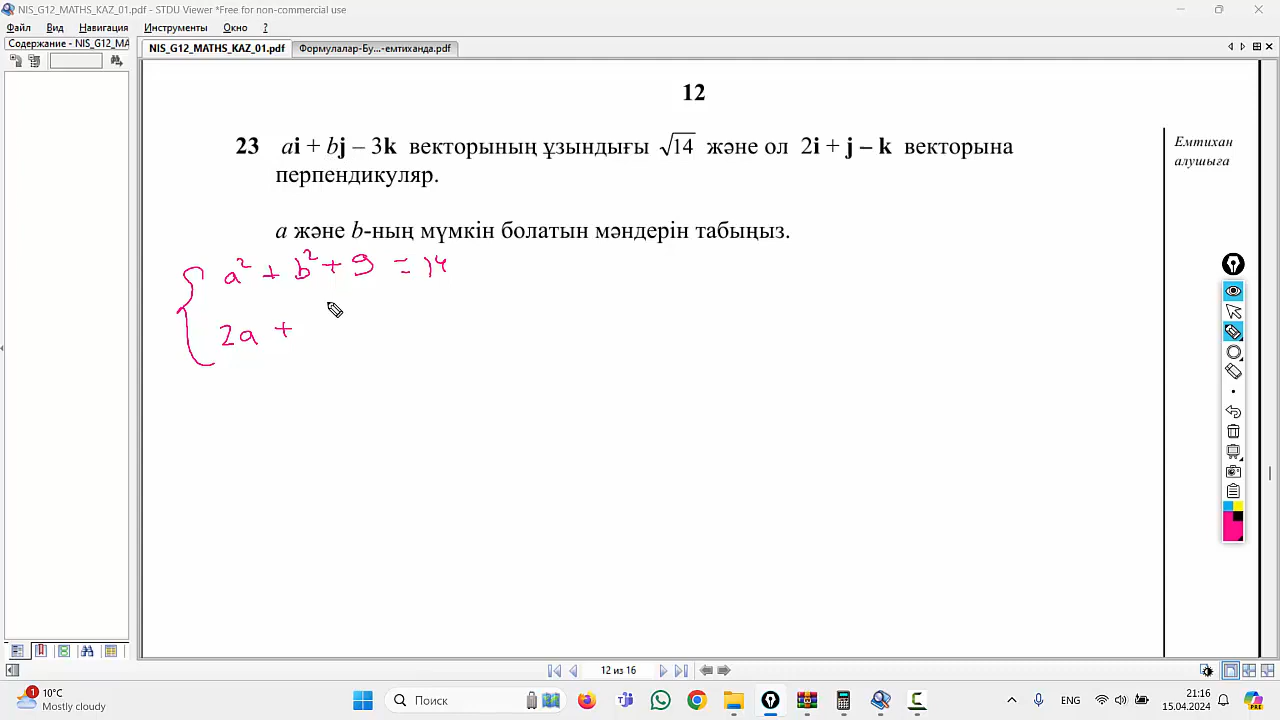 NIS_G12_MATHS_KAZ_01.pdf - STDU Viewer *Free for non-commercial use
Файл Вид Навигация Инструменты Окно ?
Содержание - NIS_G12_MA
NIS_G12_MATHS_KAZ_01.pdf Формулалар-Бу...-емтиханда.pdf
12
23 ai + bj – 3k векторының ұзындығы √14 және ол 2i + j – k векторына
перпендикуляр.
Емтихан
алушыға
a және b-ның мүмкін болатын мәндерін табыңыз.
a² + b² + 9 = 14
2a +
12 из 16
1
10°C
Mostly cloudy
Поиск
ENG
21:16
15.04.2024
PRE